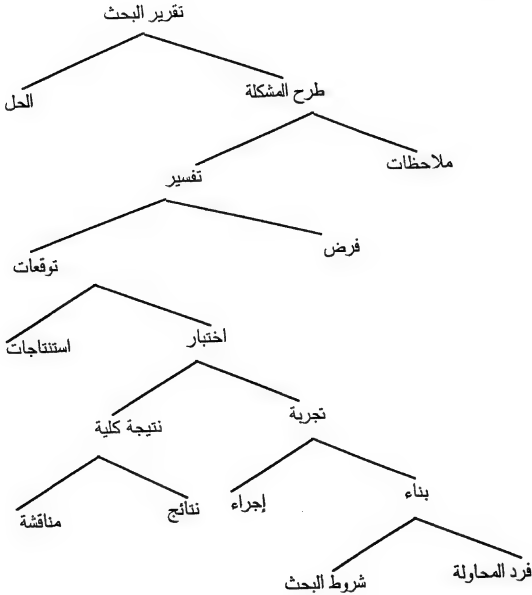 تقرير البحث
طرح المشكلة
الحل
ملاحظات
تفسير
فرض
توقعات
اختبار
استنتاجات
تجربة
نتيجة كلية
بناء
إجراء
نتائج
مناقشة
فرد المحاولة
شروط البحث